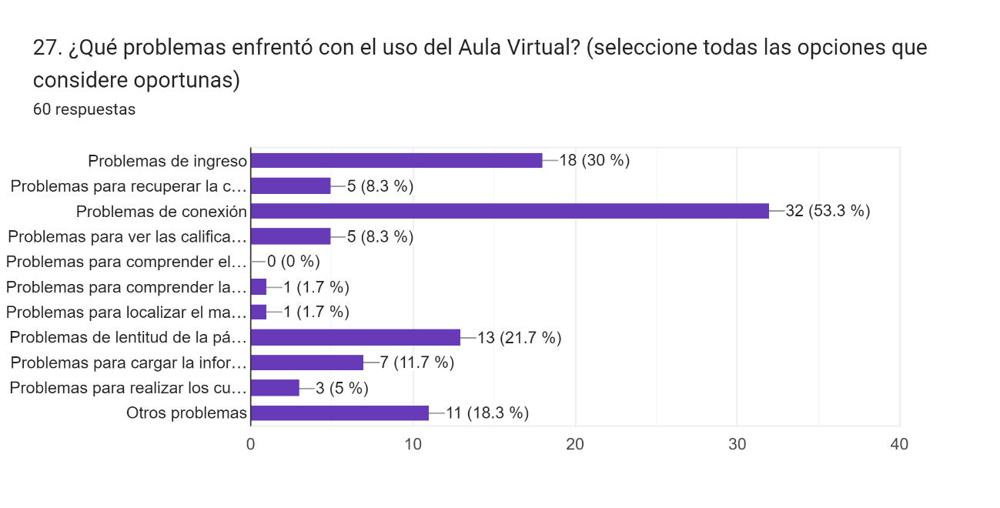 27. ¿Qué problemas enfrentó con el uso del Aula Virtual? (seleccione todas las opciones que
considere oportunas)
60 respuestas
Problemas de ingreso 18 (30 %)
Problemas para recuperar la c… 5 (8.3 %)
Problemas de conexión 32 (53.3 %)
Problemas para ver las califica… 5 (8.3 %)
Problemas para comprender el… 0 (0 %)
Problemas para comprender la… 1 (1.7 %)
Problemas para localizar el ma… 1 (1.7 %)
Problemas de lentitud de la pá… 13 (21.7 %)
Problemas para cargar la infor… 7 (11.7 %)
Problemas para realizar los cu… 3 (5 %)
Otros problemas 11 (18.3 %)
0 10 20 30 40